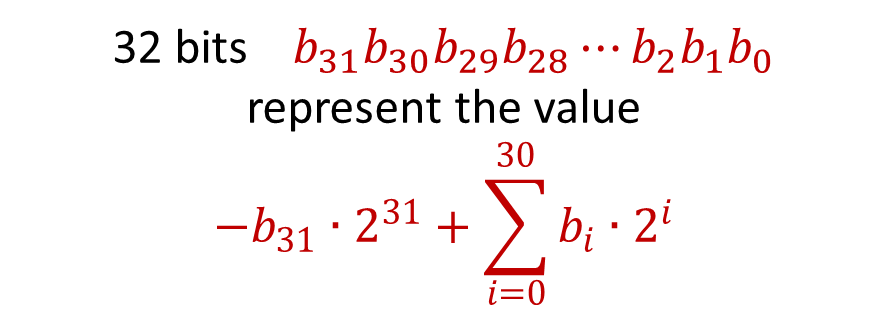 32 bits b₃₁b₃₀b₂₉b₂₈ ⋯ b₂b₁b₀
represent the value
−b₃₁ · 2³¹ + ∑_{i=0}^{30} bᵢ · 2ⁱ